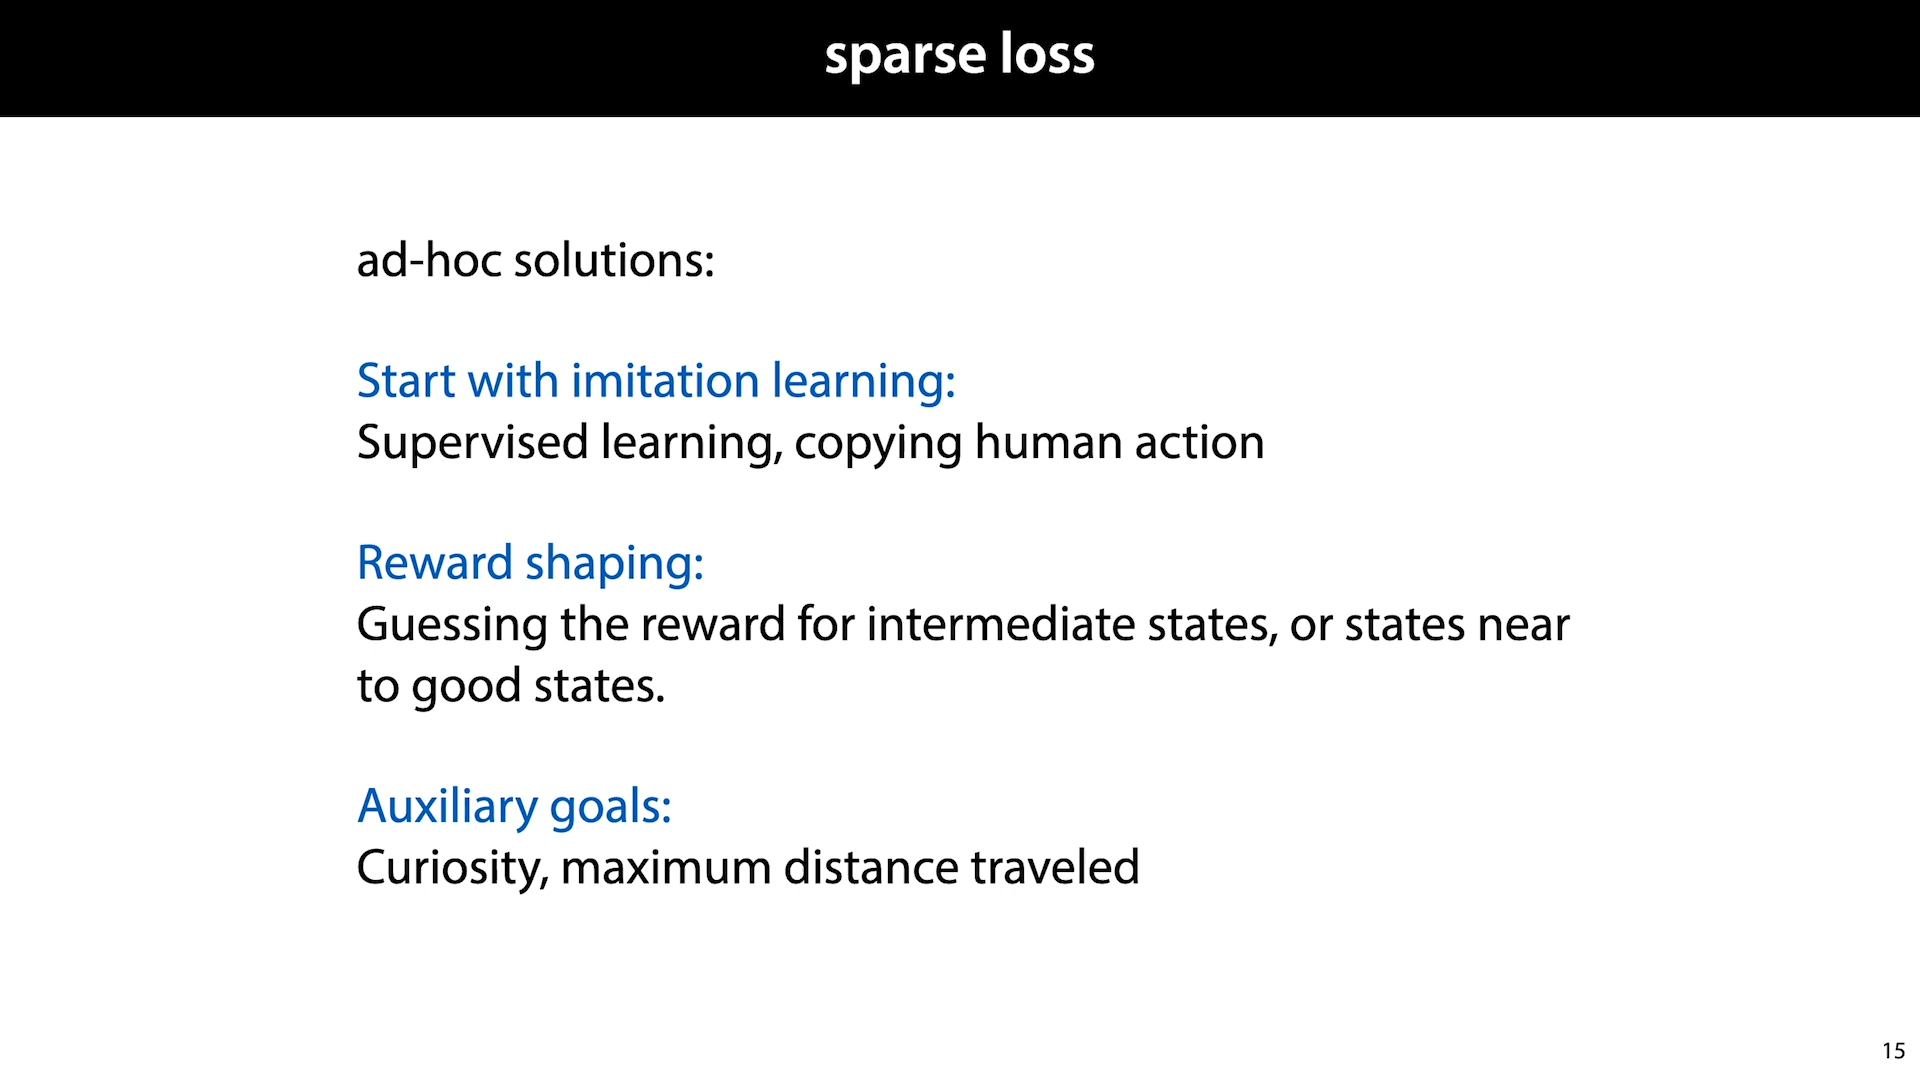 sparse loss
ad-hoc solutions:
Start with imitation learning:
Supervised learning, copying human action
Reward shaping:
Guessing the reward for intermediate states, or states near
to good states.
Auxiliary goals:
Curiosity, maximum distance traveled
15